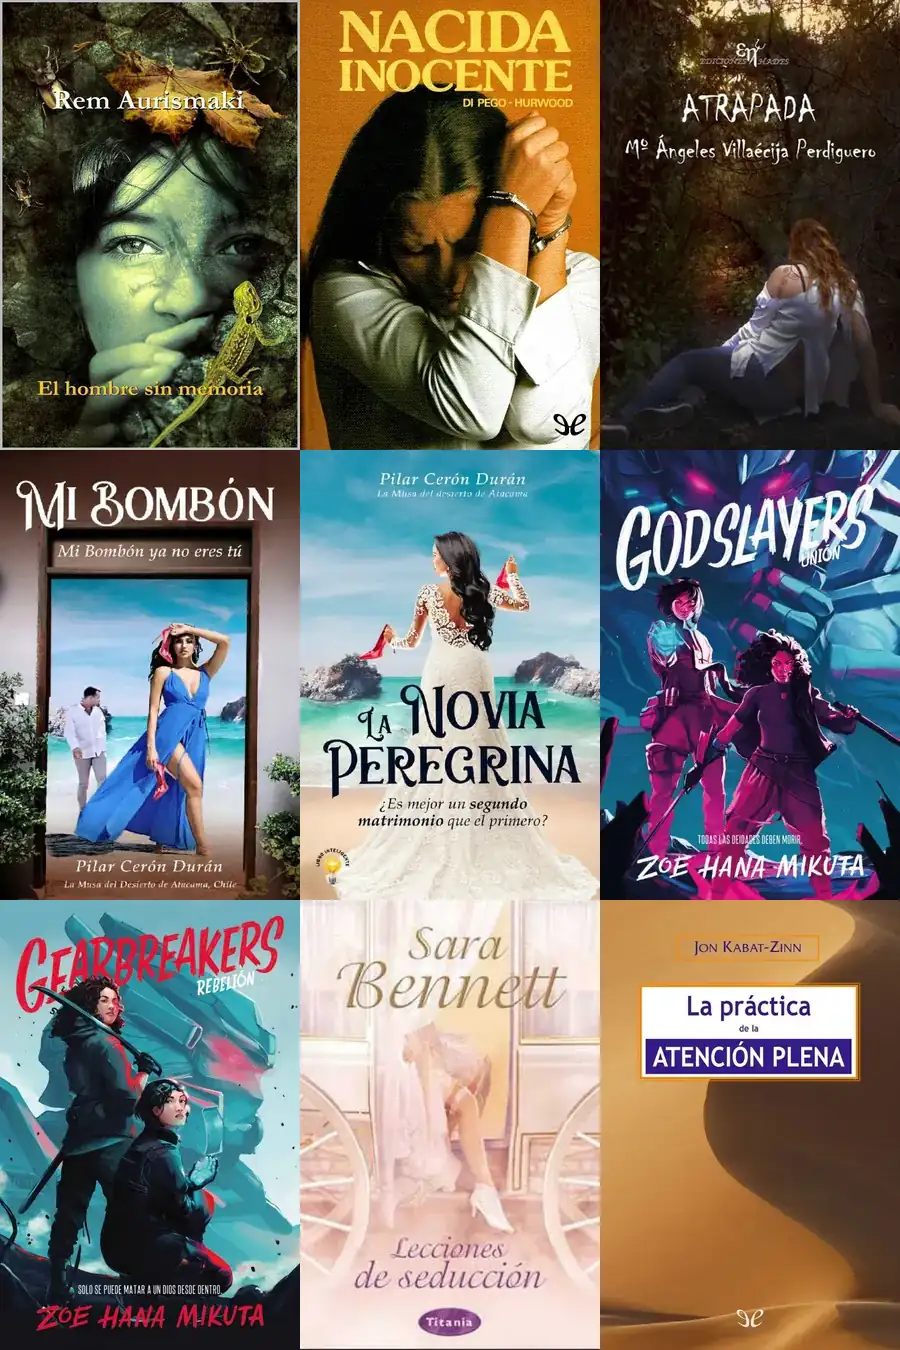 Rem Aurismaki
El hombre sin memoria
NACIDA
INOCENTE
DI PEGO - HURWOOD
EDICIONES HADES
ATRAPADA
Mº Ángeles Villaécija Perdiguero
MI BOMBÓN
Mi Bombón ya no eres tú
Pilar Cerón Durán
La Musa del Desierto de Atacama, Chile
Pilar Cerón Durán
La Musa del desierto de Atacama
LA NOVIA
PEREGRINA
¿Es mejor un segundo
matrimonio que el primero?
GODSLAYERS
UNIÓN
TODAS LAS DEIDADES DEBEN MORIR.
ZOE HANA MIKUTA
GEARBREAKERS
REBELIÓN
SOLO SE PUEDE MATAR A UN DIOS DESDE DENTRO.
ZOE HANA MIKUTA
Sara
Bennett
Lecciones
de seducción
Titania
JON KABAT-ZINN
La práctica
de la
ATENCIÓN PLENA